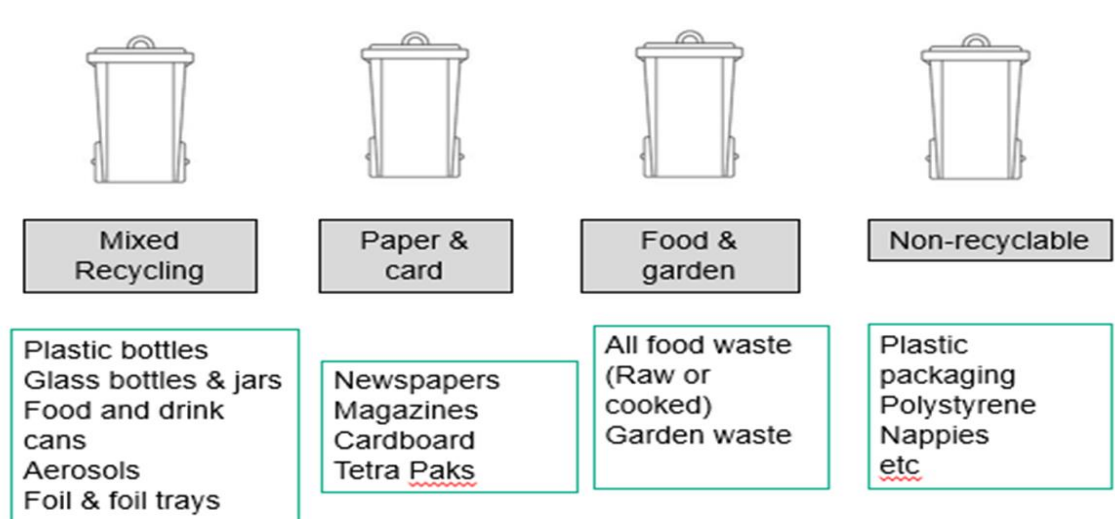 Mixed
Recycling
Paper &
card
Food &
garden
Non-recyclable
Plastic bottles
Glass bottles & jars
Food and drink
cans
Aerosols
Foil & foil trays
Newspapers
Magazines
Cardboard
Tetra Paks
All food waste
(Raw or
cooked)
Garden waste
Plastic
packaging
Polystyrene
Nappies
etc